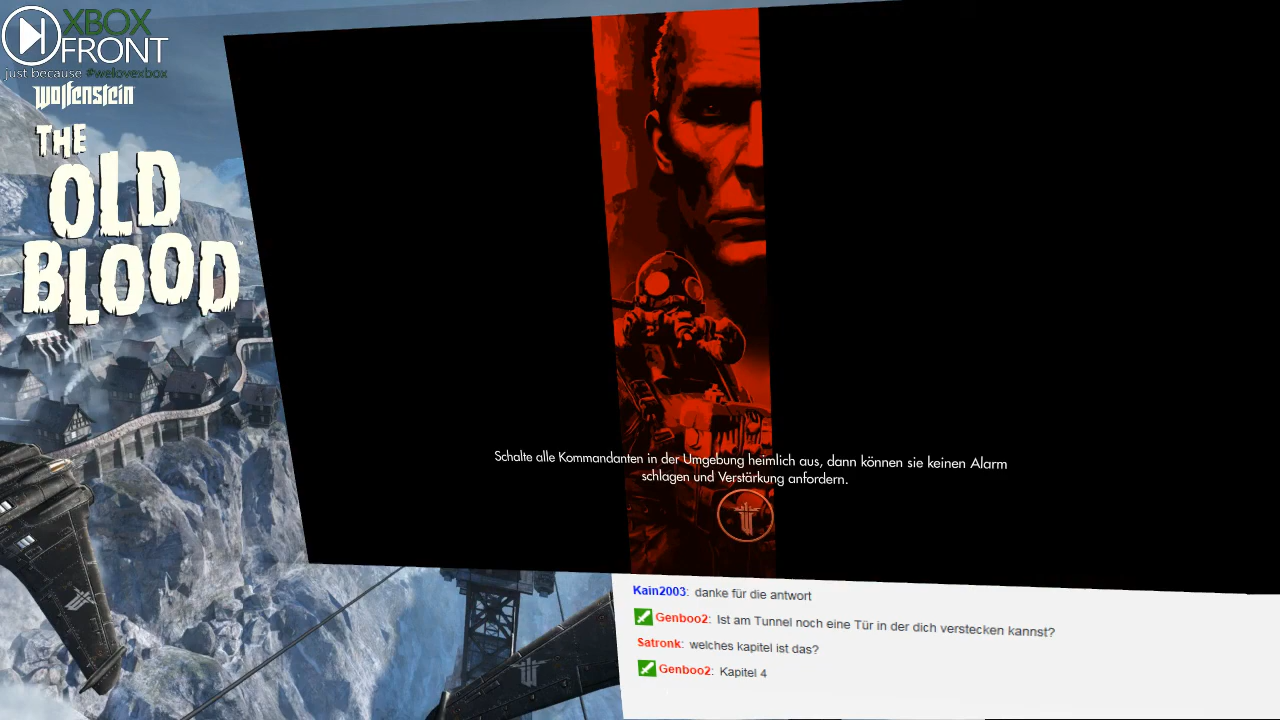 XBOX
FRONT
just because #welovexbox
Wolfenstein
THE
OLD
BLOOD™
Schalte alle Kommandanten in der Umgebung heimlich aus, dann können sie keinen Alarm
schlagen und Verstärkung anfordern.
Kain2003: danke für die antwort
Genboo2: Ist am Tunnel noch eine Tür in der dich verstecken kannst?
Satronk: welches kapitel ist das?
Genboo2: Kapitel 4